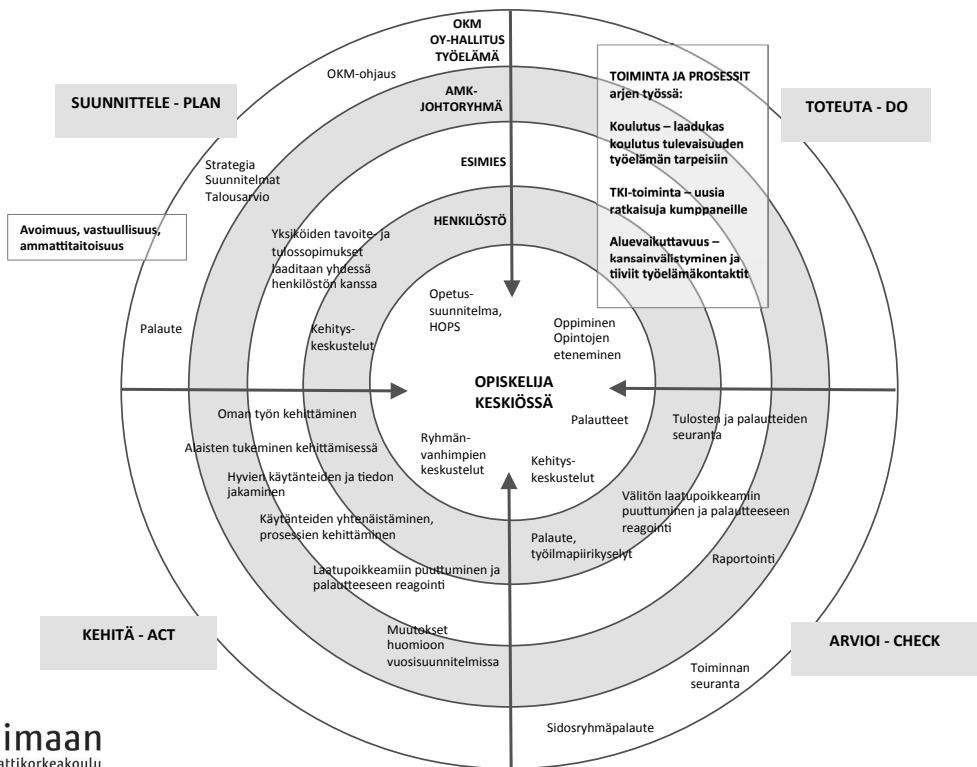 OKM
OY-HALLITUS
TYÖELÄMÄ
OKM-ohjaus
AMK-
JOHTORYHMÄ
ESIMIES
HENKILÖSTÖ
SUUNNITTELE - PLAN
Strategia
Suunnitelmat
Talousarvio
Avoimuus, vastuullisuus,
ammattitaitoisuus
Yksiköiden tavoite- ja
tulossopimukset
laaditaan yhdessä
henkilöstön kanssa
Palaute
Kehitys-
keskustelut
Opetus-
suunnitelma,
HOPS
TOIMINTA JA PROSESSIT
arjen työssä:
Koulutus – laadukas
koulutus tulevaisuuden
työelämän tarpeisiin
TKI-toiminta – uusia
ratkaisuja kumppaneille
Aluevaikuttavuus –
kansainvälistyminen ja
tiiviit työelämäkontaktit
TOTEUTA - DO
Oppiminen
Opintojen
eteneminen
OPISKELIJA
KESKIÖSSÄ
Oman työn kehittäminen
Alaisten tukeminen kehittämisessä
Hyvien käytänteiden ja tiedon
jakaminen
Käytänteiden yhtenäistäminen,
prosessien kehittäminen
Laatupoikkeamiin puuttuminen ja
palautteeseen reagointi
Muutokset
huomioon
vuosisuunnitelmissa
Ryhmän-
vanhimpien
keskustelut
KEHITÄ - ACT
Palautteet
Kehitys-
keskustelut
Tulosten ja palautteiden
seuranta
Välitön laatupoikkeamiin
puuttuminen ja palautteeseen
reagointi
Palaute,
työilmapiirikyselyt
Raportointi
ARVIOI - CHECK
Toiminnan
seuranta
Sidosryhmäpalaute
imaan
attikorkeakoulu